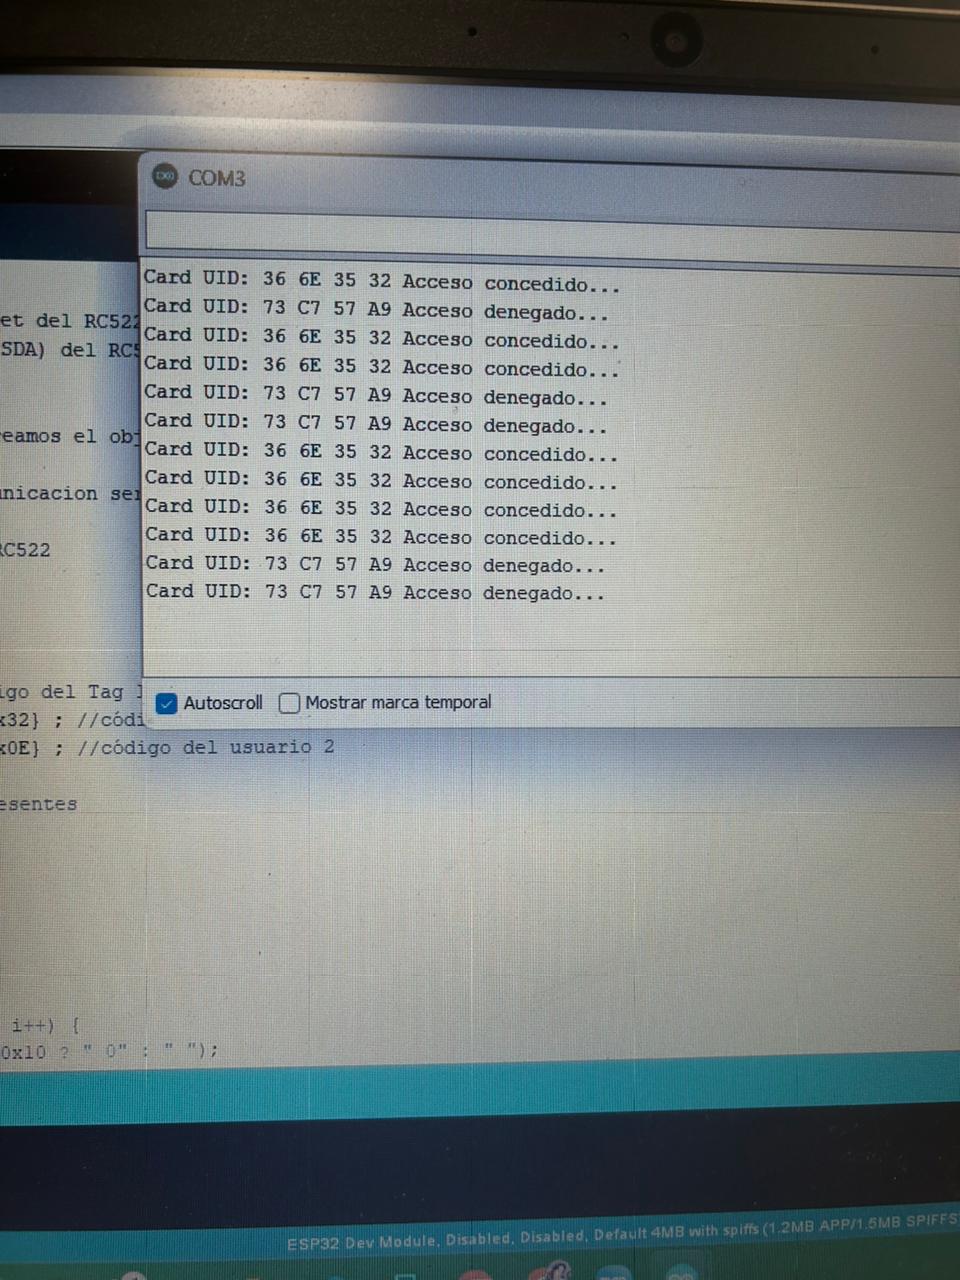 COM3
Card UID: 36 6E 35 32 Acceso concedido...
Card UID: 73 C7 57 A9 Acceso denegado...
Card UID: 36 6E 35 32 Acceso concedido...
Card UID: 36 6E 35 32 Acceso concedido...
Card UID: 73 C7 57 A9 Acceso denegado...
Card UID: 73 C7 57 A9 Acceso denegado...
Card UID: 36 6E 35 32 Acceso concedido...
Card UID: 36 6E 35 32 Acceso concedido...
Card UID: 36 6E 35 32 Acceso concedido...
Card UID: 36 6E 35 32 Acceso concedido...
Card UID: 73 C7 57 A9 Acceso denegado...
Card UID: 73 C7 57 A9 Acceso denegado...
Autoscroll Mostrar marca temporal
et del RC522
SDA) del RC5
eamos el obj
nicacion ser
RC522
igo del Tag
x32} ; //códi
x0E} ; //código del usuario 2
esentes
i++) {
0x10 ? " 0" : " ");
ESP32 Dev Module, Disabled, Disabled, Default 4MB with spiffs (1.2MB APP/1.5MB SPIFFS